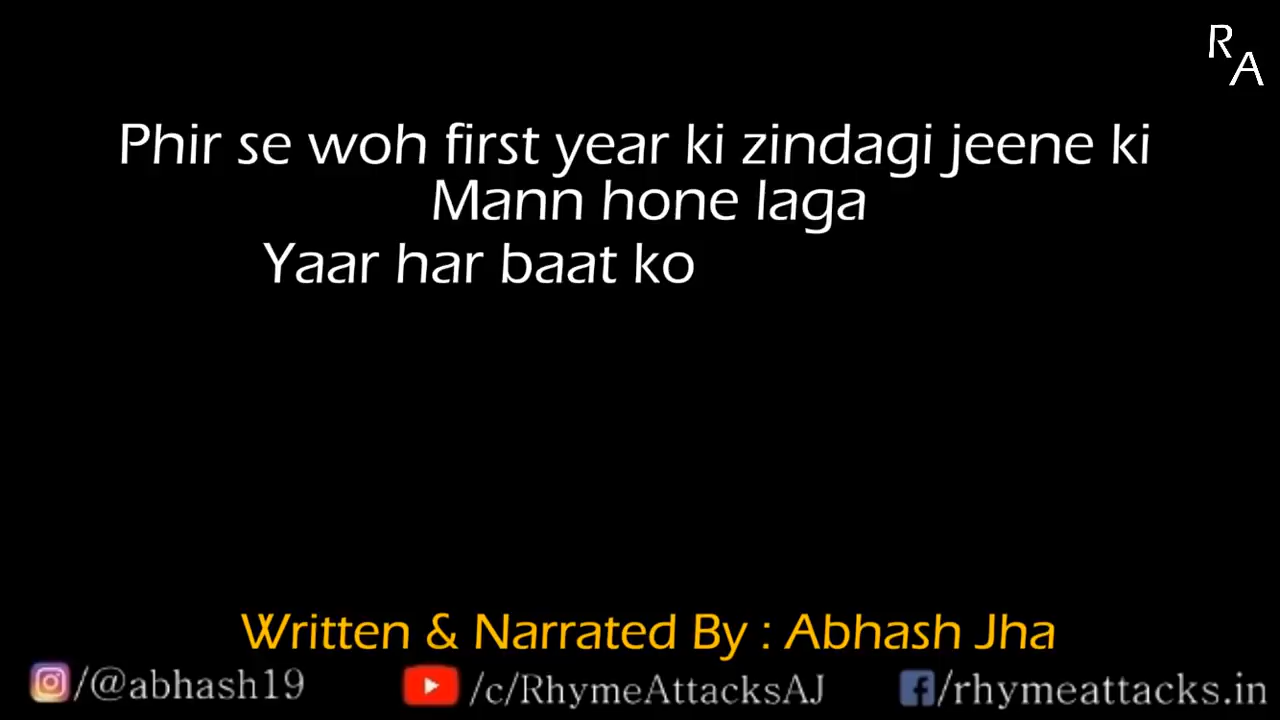 R
A
Phir se woh first year ki zindagi jeene ki
Mann hone laga
Yaar har baat ko
Written & Narrated By : Abhash Jha
/@abhash19 /c/RhymeAttacksAJ /rhymeattacks.in